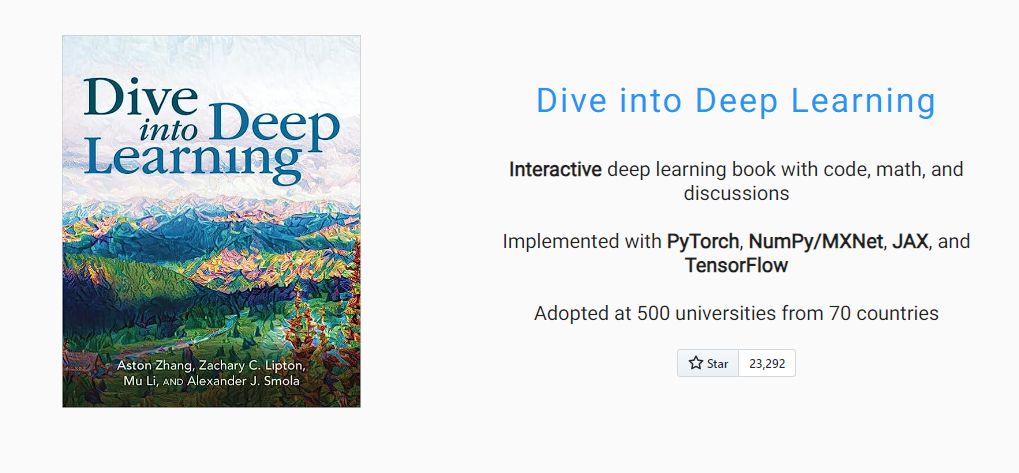 Dive
into Deep
Learning
Aston Zhang, Zachary C. Lipton,
Mu Li, AND Alexander J. Smola
Dive into Deep Learning
Interactive deep learning book with code, math, and
discussions
Implemented with PyTorch, NumPy/MXNet, JAX, and
TensorFlow
Adopted at 500 universities from 70 countries
Star 23,292